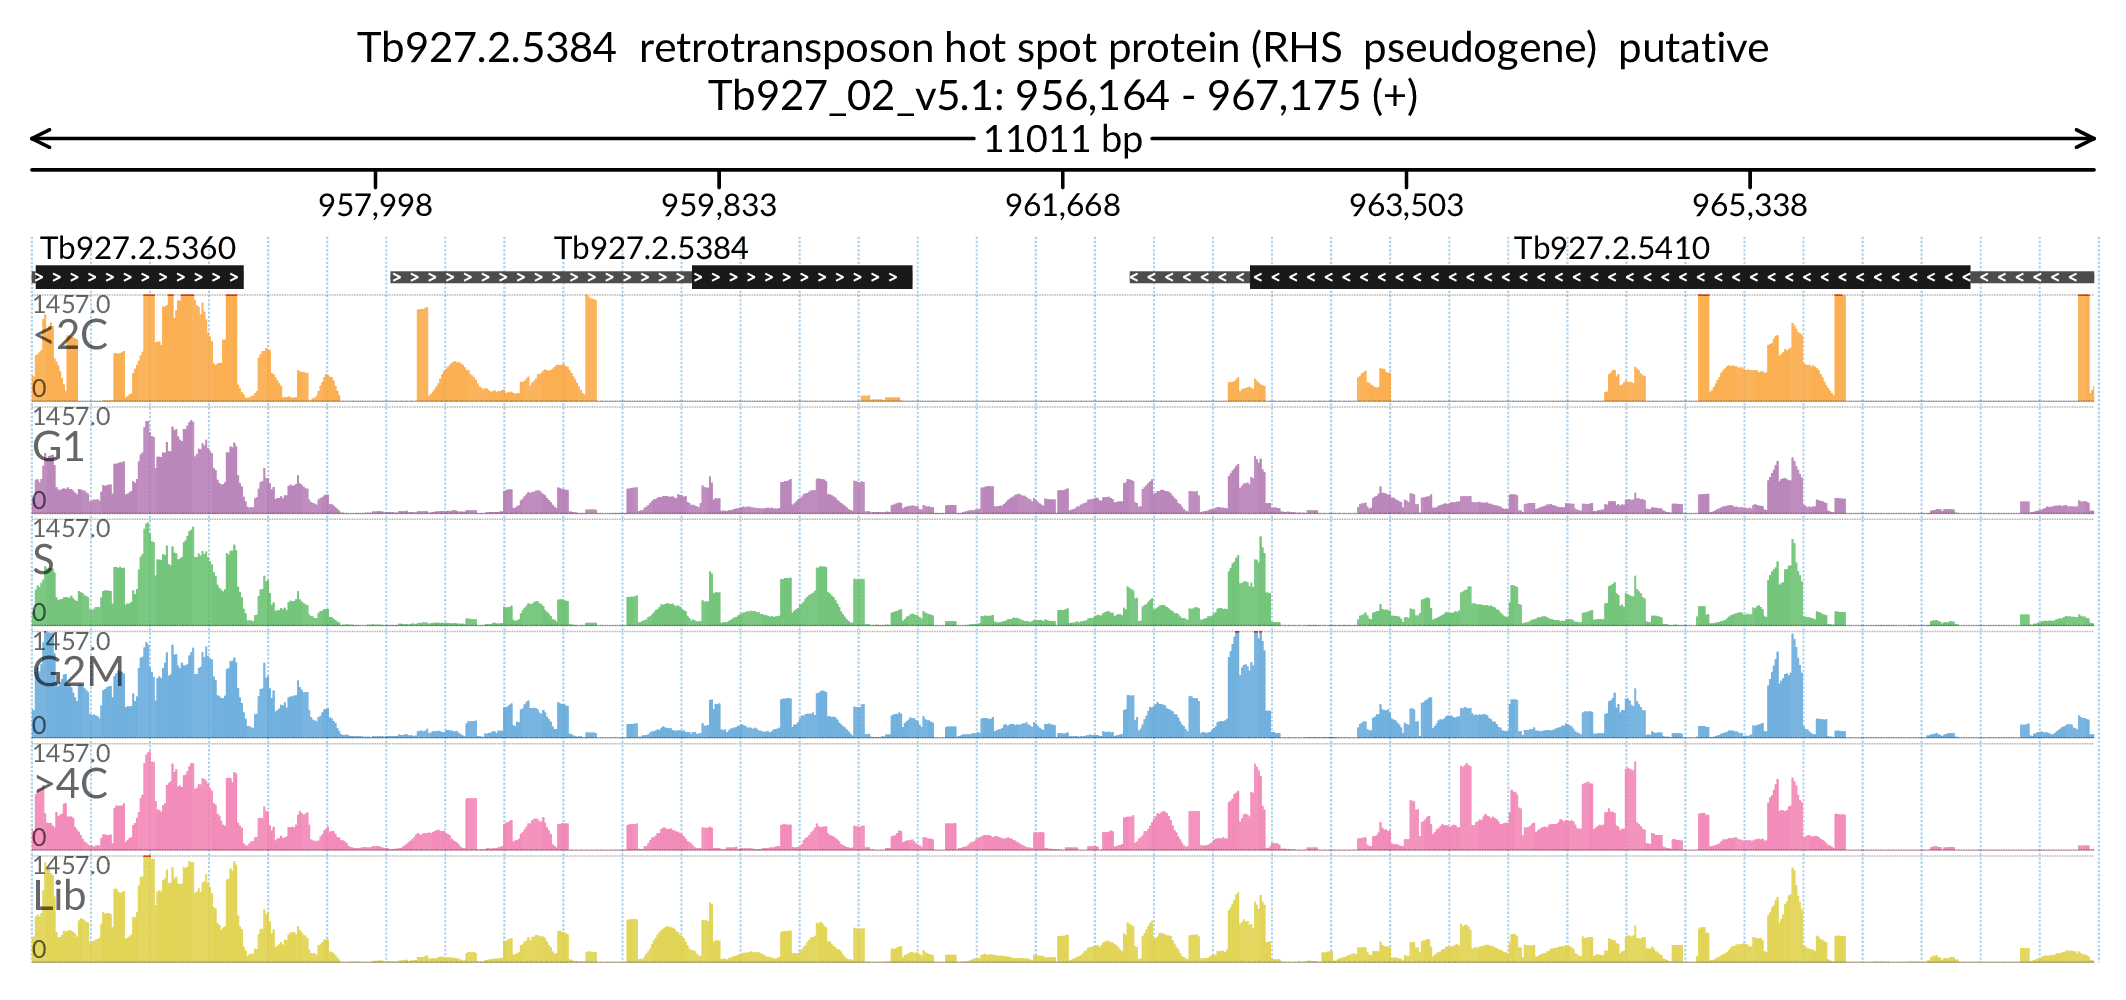 Tb927.2.5384 retrotransposon hot spot protein (RHS pseudogene) putative
Tb927_02_v5.1: 956,164 - 967,175 (+)
11011 bp
957,998 959,833 961,668 963,503 965,338
Tb927.2.5360 Tb927.2.5384 Tb927.2.5410
1457.0
<2C
0
1457.0
G1
0
1457.0
S
0
1457.0
G2M
0
1457.0
>4C
0
1457.0
Lib
0